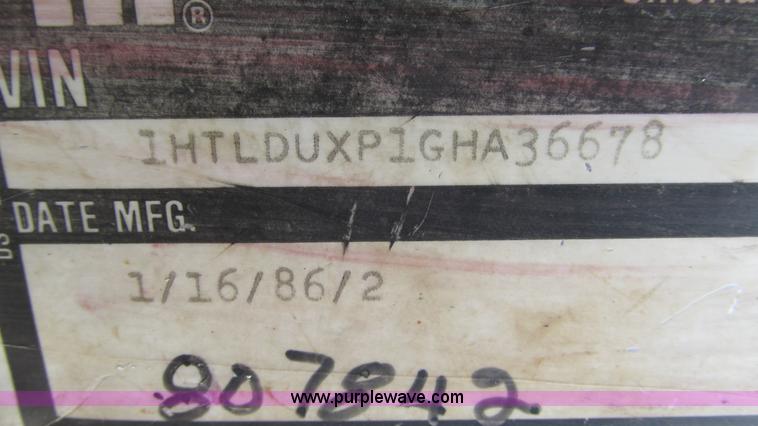 ®
VIN
1HTLDUXP1GHA36678
DATE MFG.
1/16/86/2
807842
www.purplewave.com